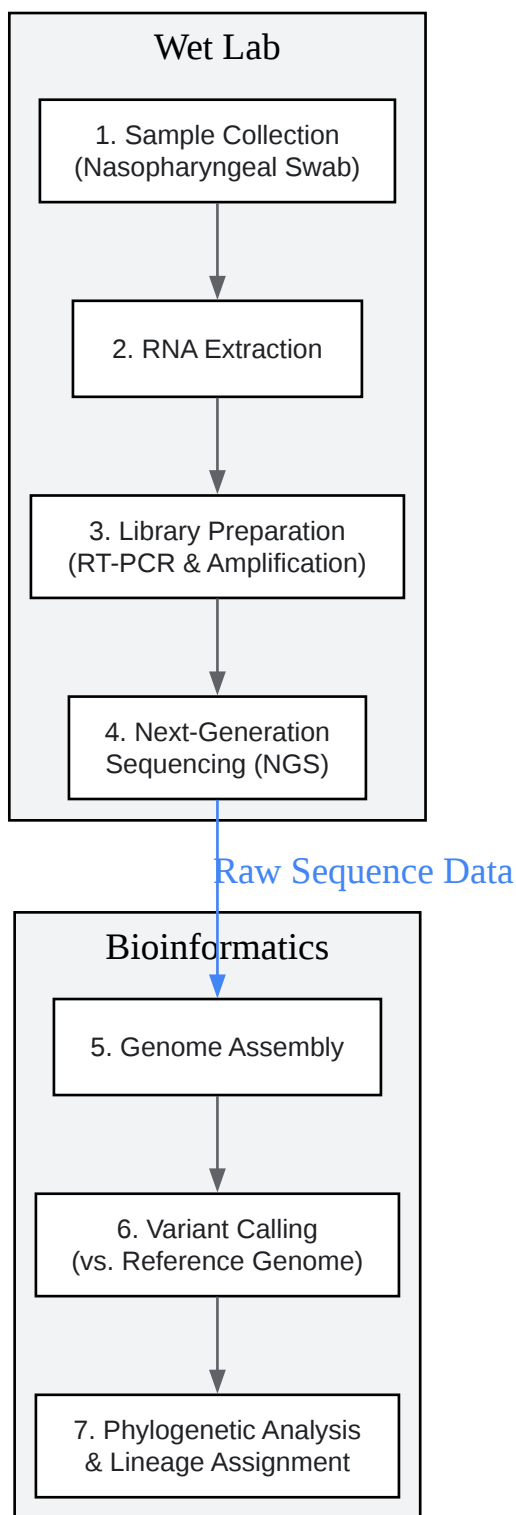 Wet Lab
1. Sample Collection
(Nasopharyngeal Swab)
2. RNA Extraction
3. Library Preparation
(RT-PCR & Amplification)
4. Next-Generation
Sequencing (NGS)
Raw Sequence Data
Bioinformatics
5. Genome Assembly
6. Variant Calling
(vs. Reference Genome)
7. Phylogenetic Analysis
& Lineage Assignment